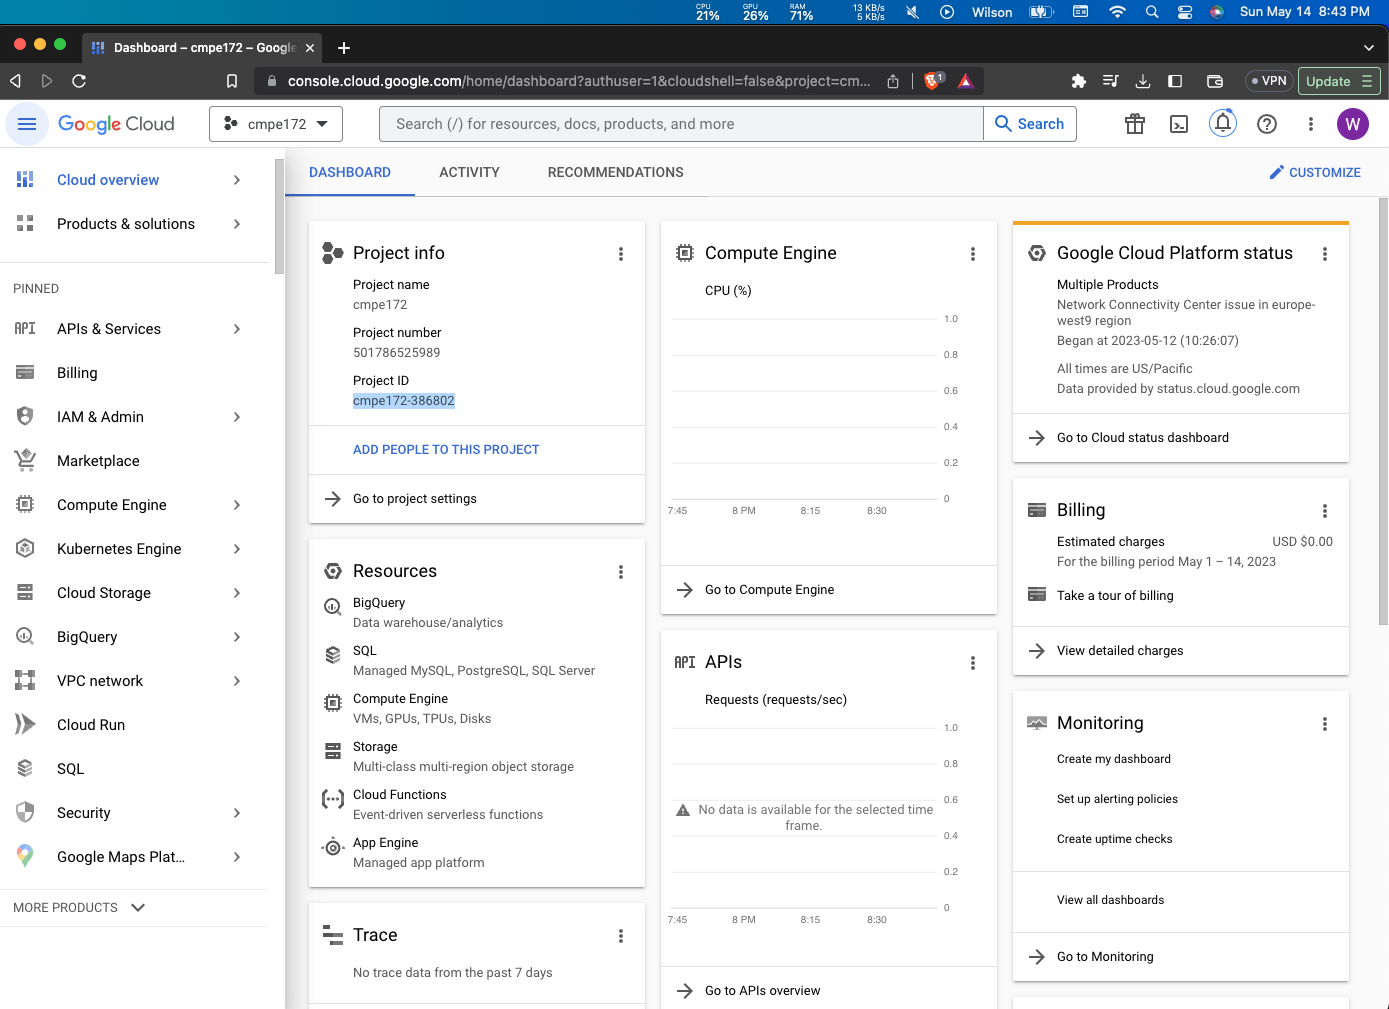 CPU
21%
GPU
26%
RAM
71%
13 KB/s
5 KB/s
Wilson
Sun May 14 8:43 PM
Dashboard – cmpe172 – Google
console.cloud.google.com/home/dashboard?authuser=1&cloudshell=false&project=cm...
1
VPN
Update
Google Cloud
cmpe172
Search (/) for resources, docs, products, and more
Search
W
Cloud overview
Products & solutions
PINNED
API APIs & Services
Billing
IAM & Admin
Marketplace
Compute Engine
Kubernetes Engine
Cloud Storage
BigQuery
VPC network
Cloud Run
SQL
Security
Google Maps Plat...
MORE PRODUCTS
DASHBOARD
ACTIVITY
RECOMMENDATIONS
CUSTOMIZE
Project info
Project name
cmpe172
Project number
501786525989
Project ID
cmpe172-386802
ADD PEOPLE TO THIS PROJECT
Go to project settings
Resources
BigQuery
Data warehouse/analytics
SQL
Managed MySQL, PostgreSQL, SQL Server
Compute Engine
VMs, GPUs, TPUs, Disks
Storage
Multi-class multi-region object storage
Cloud Functions
Event-driven serverless functions
App Engine
Managed app platform
Trace
No trace data from the past 7 days
Compute Engine
CPU (%)
1.0
0.8
0.6
0.4
0.2
0
7:45 8 PM 8:15 8:30
Go to Compute Engine
API APIs
Requests (requests/sec)
1.0
0.8
0.6
No data is available for the selected time
frame.
0.4
0.2
0
7:45 8 PM 8:15 8:30
Go to APIs overview
Google Cloud Platform status
Multiple Products
Network Connectivity Center issue in europe-
west9 region
Began at 2023-05-12 (10:26:07)
All times are US/Pacific
Data provided by status.cloud.google.com
Go to Cloud status dashboard
Billing
Estimated charges USD $0.00
For the billing period May 1 – 14, 2023
Take a tour of billing
View detailed charges
Monitoring
Create my dashboard
Set up alerting policies
Create uptime checks
View all dashboards
Go to Monitoring